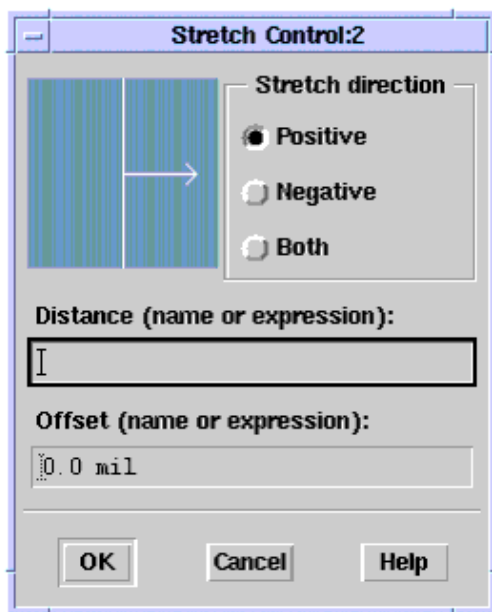 Stretch Control:2
Stretch direction
Positive
Negative
Both
Distance (name or expression):
Offset (name or expression):
0.0 mil
OK Cancel Help